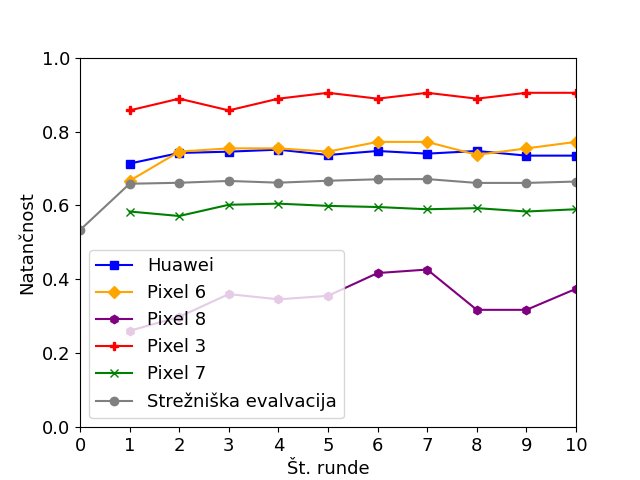 1.0
0.8
0.6
0.4
0.2
0.0
Natančnost
Huawei
Pixel 6
Pixel 8
Pixel 3
Pixel 7
Strežniška evalvacija
0 1 2 3 4 5 6 7 8 9 10
Št. runde